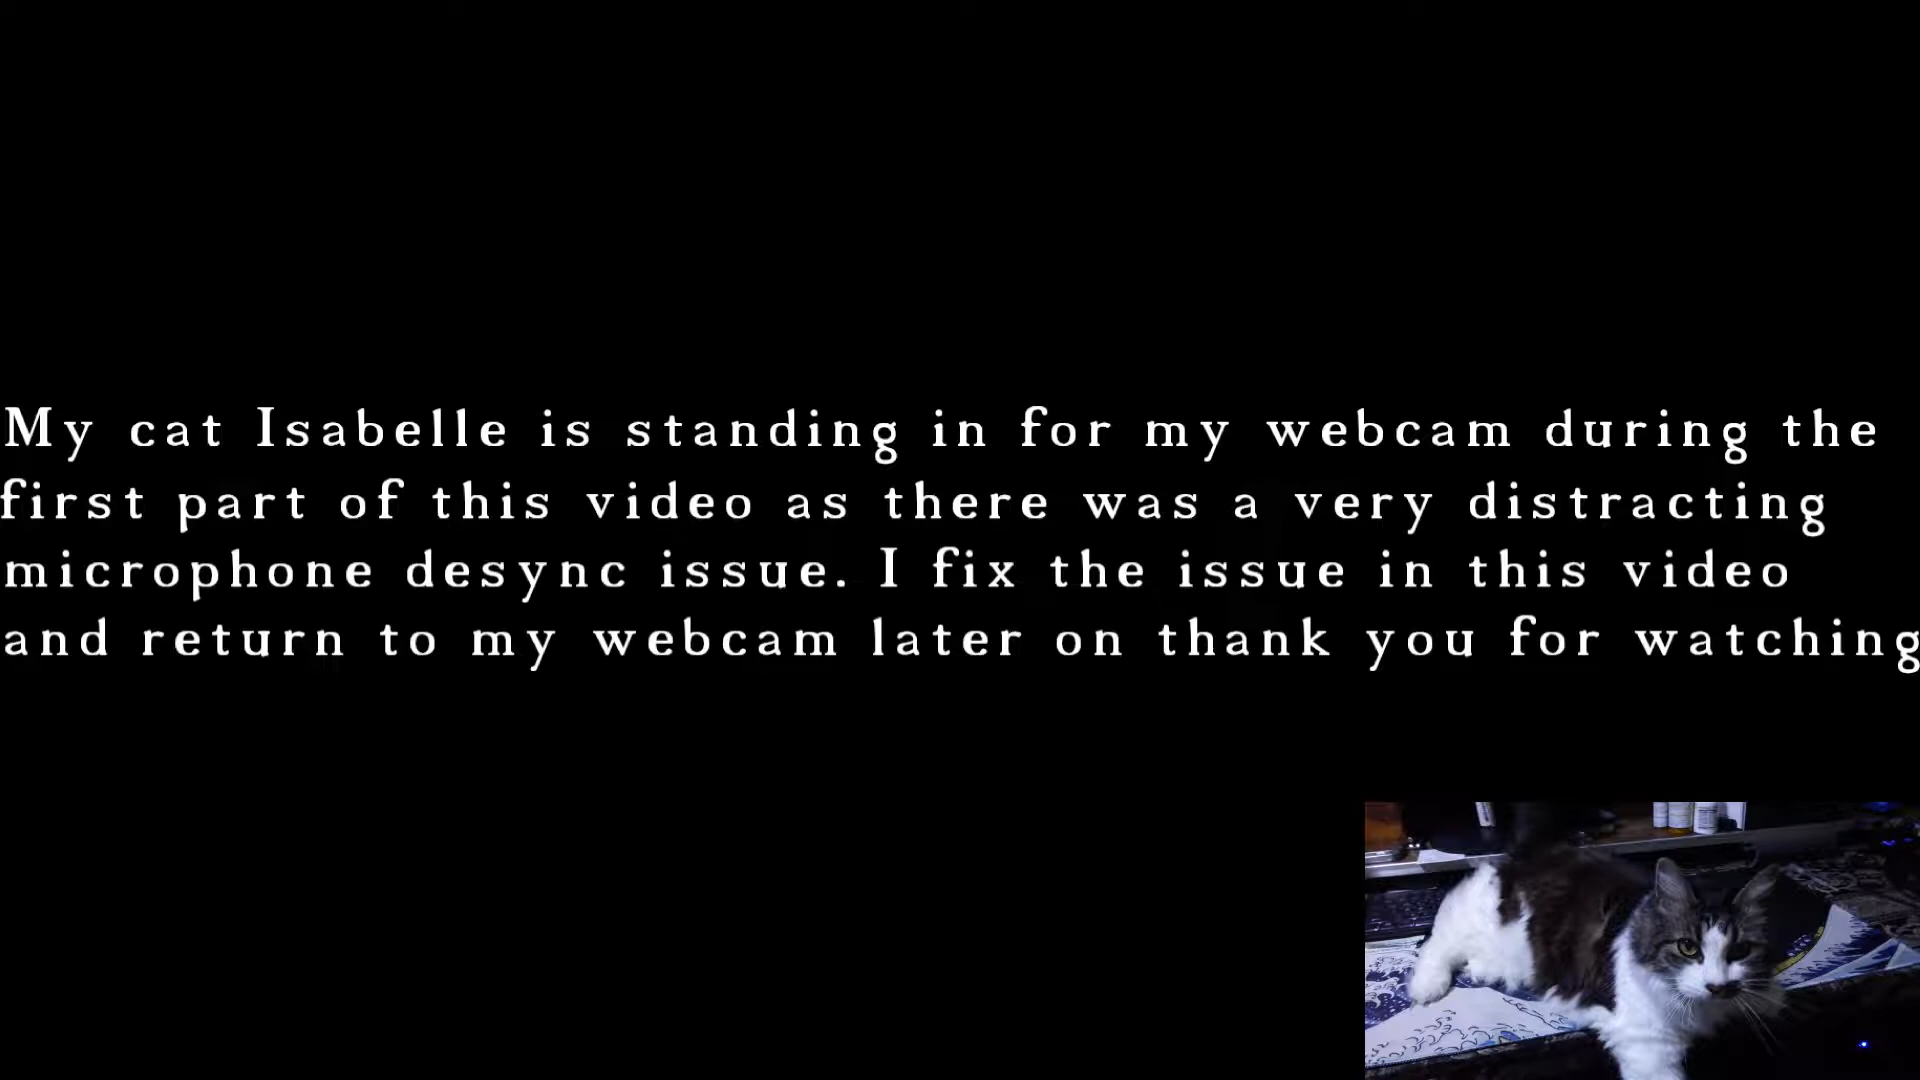 My cat Isabelle is standing in for my webcam during the
first part of this video as there was a very distracting
microphone desync issue. I fix the issue in this video
and return to my webcam later on thank you for watching